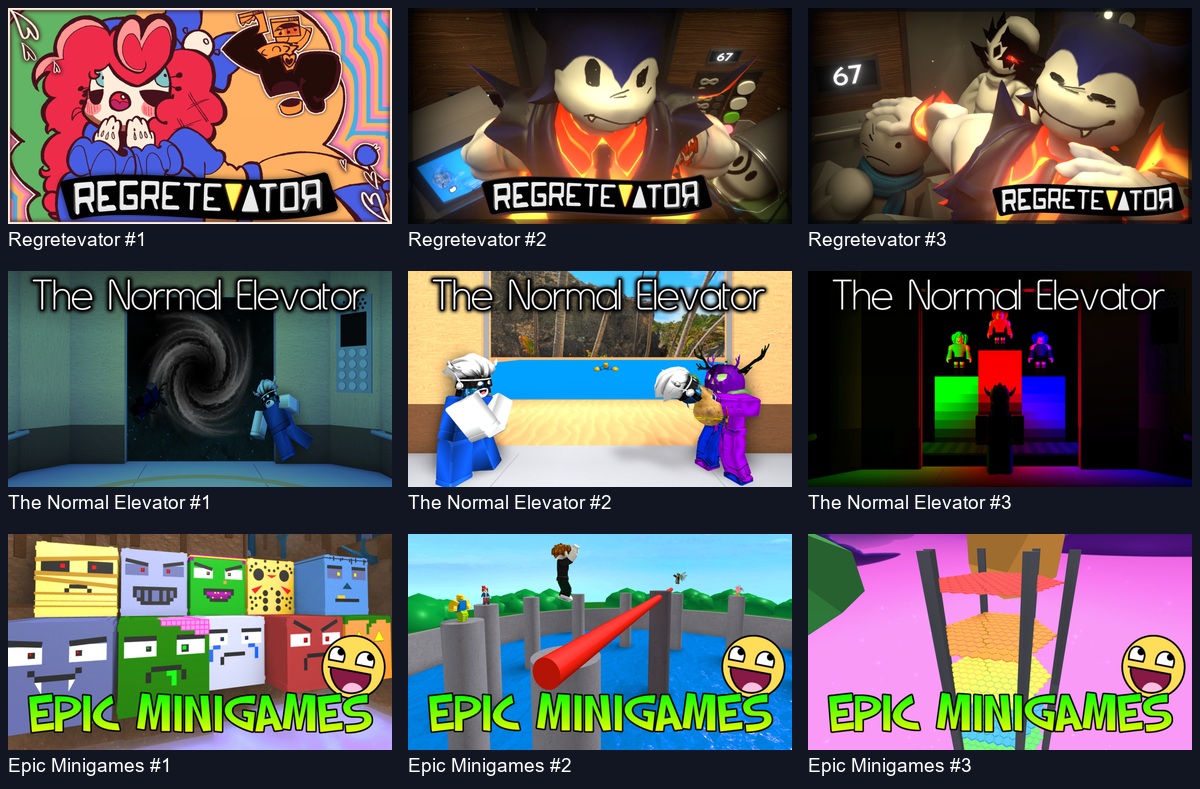 REGRETEVATOR
Regretevator #1
67
REGRETEVATOR
Regretevator #2
67
REGRETEVATOR
Regretevator #3
The Normal Elevator
The Normal Elevator #1
The Normal Elevator
The Normal Elevator #2
The Normal Elevator
The Normal Elevator #3
EPIC MINIGAMES
Epic Minigames #1
EPIC MINIGAMES
Epic Minigames #2
EPIC MINIGAMES
Epic Minigames #3